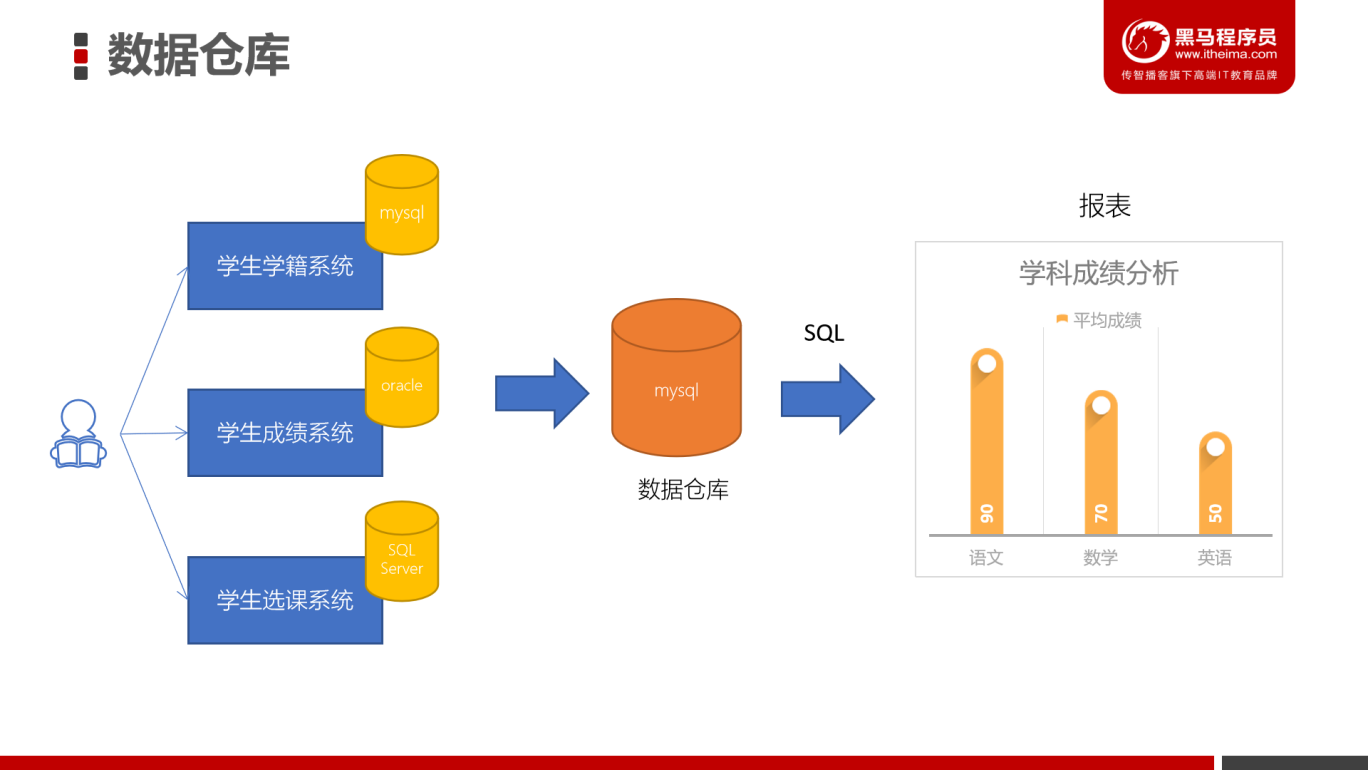 数据仓库
黑马程序员
www.itheima.com
传智播客旗下高端IT教育品牌
mysql
学生学籍系统
oracle
学生成绩系统
SQL
Server
学生选课系统
mysql
数据仓库
SQL
报表
学科成绩分析
平均成绩
90
70
50
语文
数学
英语